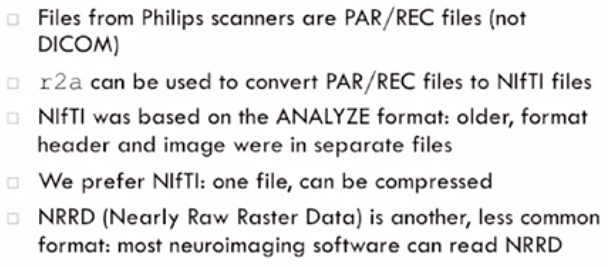 Files from Philips scanners are PAR/REC files (not
DICOM)
r2a can be used to convert PAR/REC files to NIfTI files
NIfTI was based on the ANALYZE format: older, format
header and image were in separate files
We prefer NIfTI: one file, can be compressed
NRRD (Nearly Raw Raster Data) is another, less common
format: most neuroimaging software can read NRRD